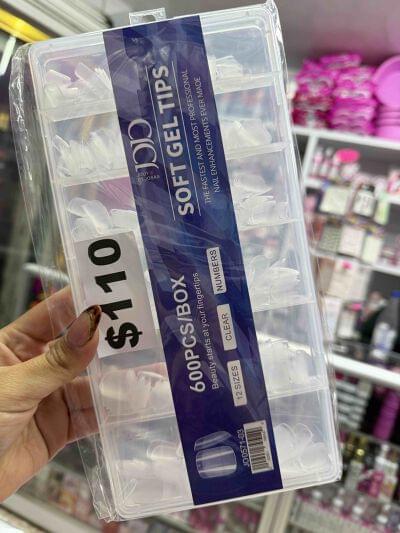 SOFT GEL TIPS
THE FASTEST AND MOST PROFESSIONAL
NAIL ENHANCEMENTS EVER MADE
600PCS/BOX
Beauty starts at your fingertips
12 SIZES
CLEAR
NUMBERS
$110